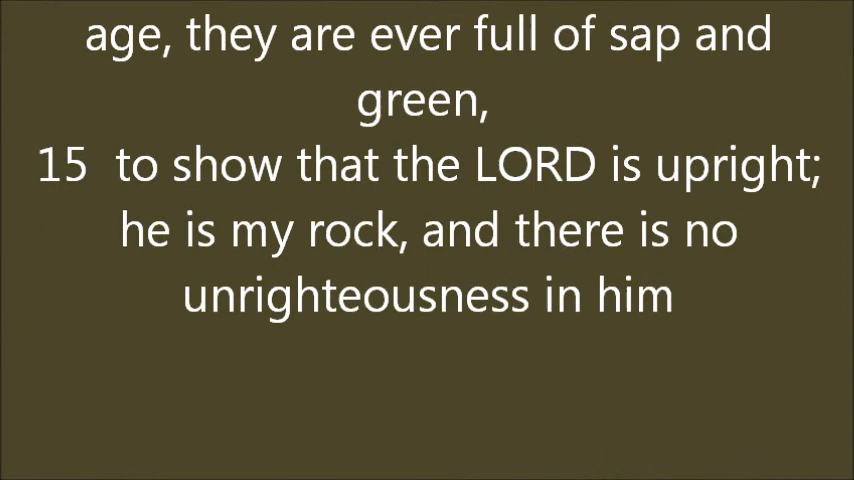 age, they are ever full of sap and
green,
15  to show that the LORD is upright;
he is my rock, and there is no
unrighteousness in him